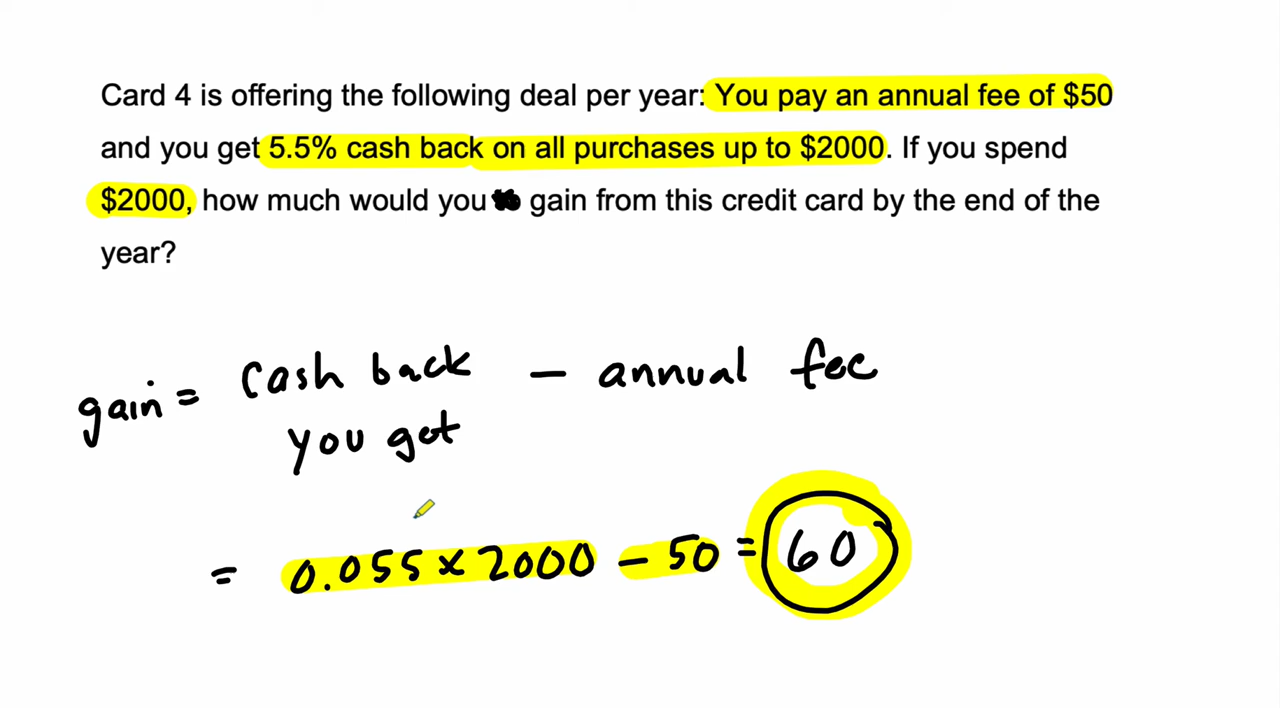 Card 4 is offering the following deal per year: You pay an annual fee of $50
and you get 5.5% cash back on all purchases up to $2000. If you spend
$2000, how much would you gain from this credit card by the end of the
year?
gain = cash back - annual fee
you get
= 0.055 x 2000 - 50 = 60